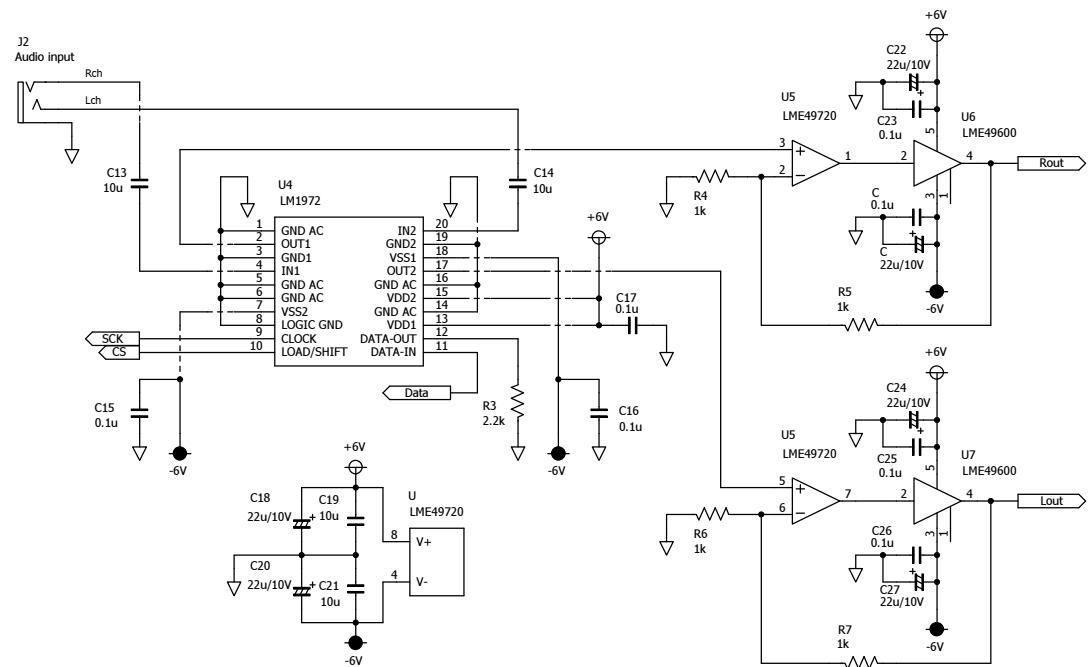 J2
Audio input
Rch
Lch
C13
10u
C14
10u
U4
LM1972
1 GND AC IN2 20
2 OUT1 GND2 19
3 GND1 VSS1 18
4 IN1 OUT2 17
5 GND AC GND AC 16
6 GND AC VDD2 15
7 VSS2 GND AC 14
8 LOGIC GND VDD1 13
9 CLOCK DATA-OUT 12
10 LOAD/SHIFT DATA-IN 11
SCK
CS
Data
C15
0.1u
-6V
R3
2.2k
-6V
C16
0.1u
+6V
C17
0.1u
+6V
C18
22u/10V
+
C19
10u
C20
22u/10V
+
C21
10u
-6V
U
LME49720
8 V+
4 V-
+6V
C22
22u/10V
+
C23
0.1u
U5
LME49720
3 +
2 −
1
U6
LME49600
5
2
4
3
1
Rout
R4
1k
C
0.1u
+
C
22u/10V
-6V
R5
1k
+6V
C24
22u/10V
+
C25
0.1u
U5
LME49720
5 +
6 −
7
U7
LME49600
5
2
4
3
1
Lout
R6
1k
C26
0.1u
+
C27
22u/10V
-6V
R7
1k